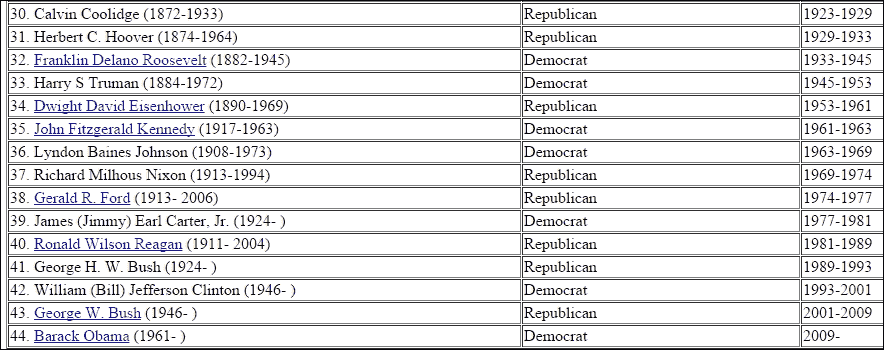 30. Calvin Coolidge (1872-1933) Republican 1923-1929
31. Herbert C. Hoover (1874-1964) Republican 1929-1933
32. Franklin Delano Roosevelt (1882-1945) Democrat 1933-1945
33. Harry S Truman (1884-1972) Democrat 1945-1953
34. Dwight David Eisenhower (1890-1969) Republican 1953-1961
35. John Fitzgerald Kennedy (1917-1963) Democrat 1961-1963
36. Lyndon Baines Johnson (1908-1973) Democrat 1963-1969
37. Richard Milhous Nixon (1913-1994) Republican 1969-1974
38. Gerald R. Ford (1913- 2006) Republican 1974-1977
39. James (Jimmy) Earl Carter, Jr. (1924- ) Democrat 1977-1981
40. Ronald Wilson Reagan (1911- 2004) Republican 1981-1989
41. George H. W. Bush (1924- ) Republican 1989-1993
42. William (Bill) Jefferson Clinton (1946- ) Democrat 1993-2001
43. George W. Bush (1946- ) Republican 2001-2009
44. Barack Obama (1961- ) Democrat 2009-